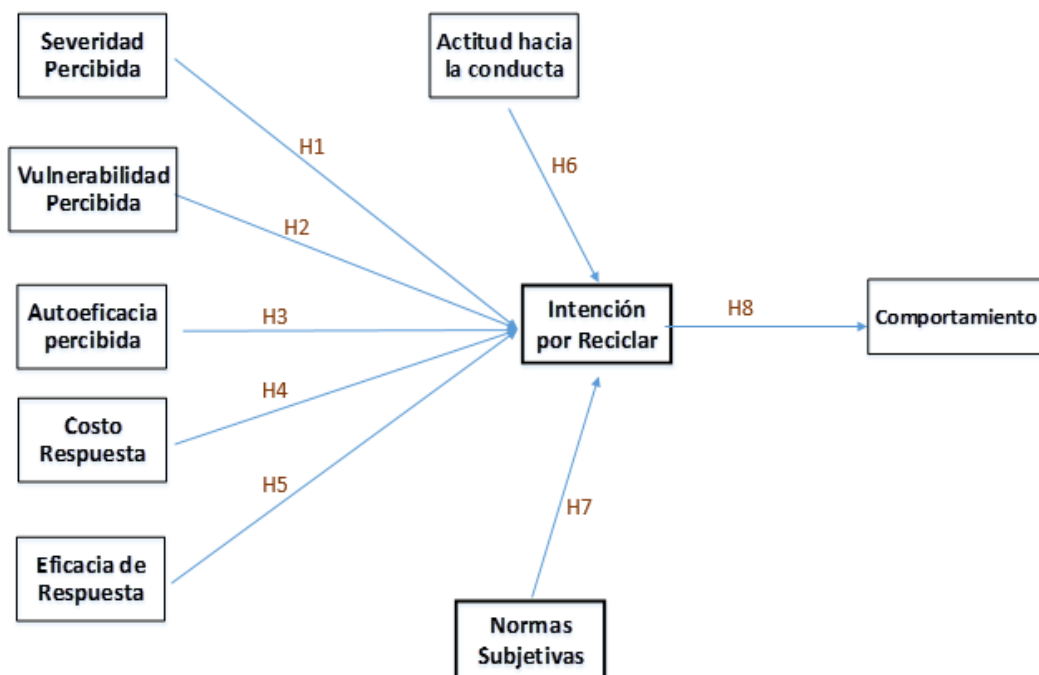 Severidad
Percibida
Actitud hacia
la conducta
H1
Vulnerabilidad
Percibida
H6
H2
Autoeficacia
percibida
H3
Intención
por Reciclar
H8
Comportamiento
H4
Costo
Respuesta
H5
H7
Eficacia de
Respuesta
Normas
Subjetivas